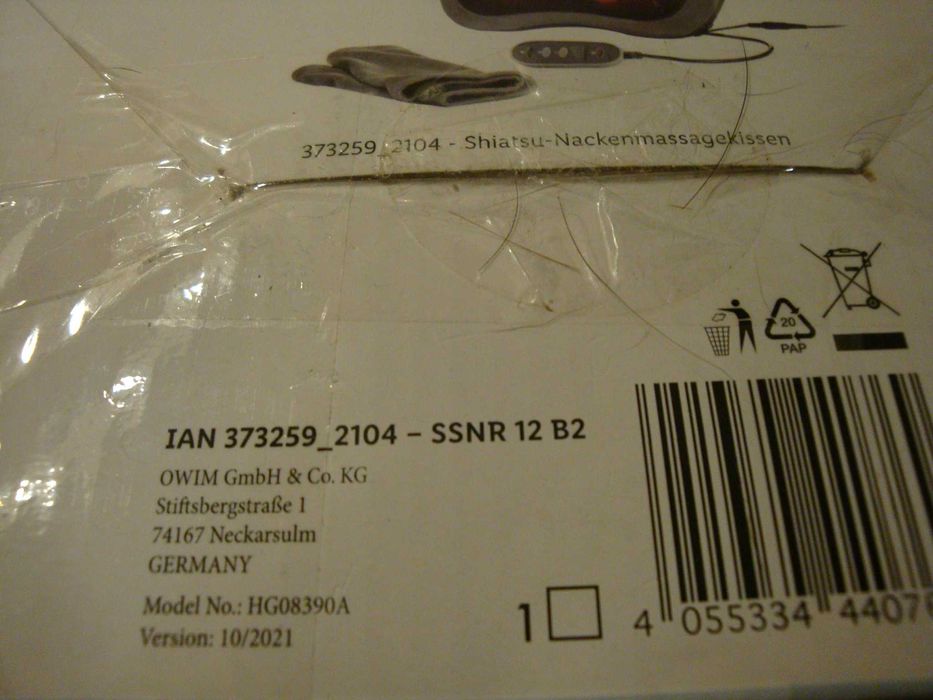 373259_2104 - Shiatsu-Nackenmassagekissen
20
PAP
IAN 373259_2104 – SSNR 12 B2
OWIM GmbH & Co. KG
Stiftsbergstraße 1
74167 Neckarsulm
GERMANY
Model No.: HG08390A
Version: 10/2021
1
4 055334 4407